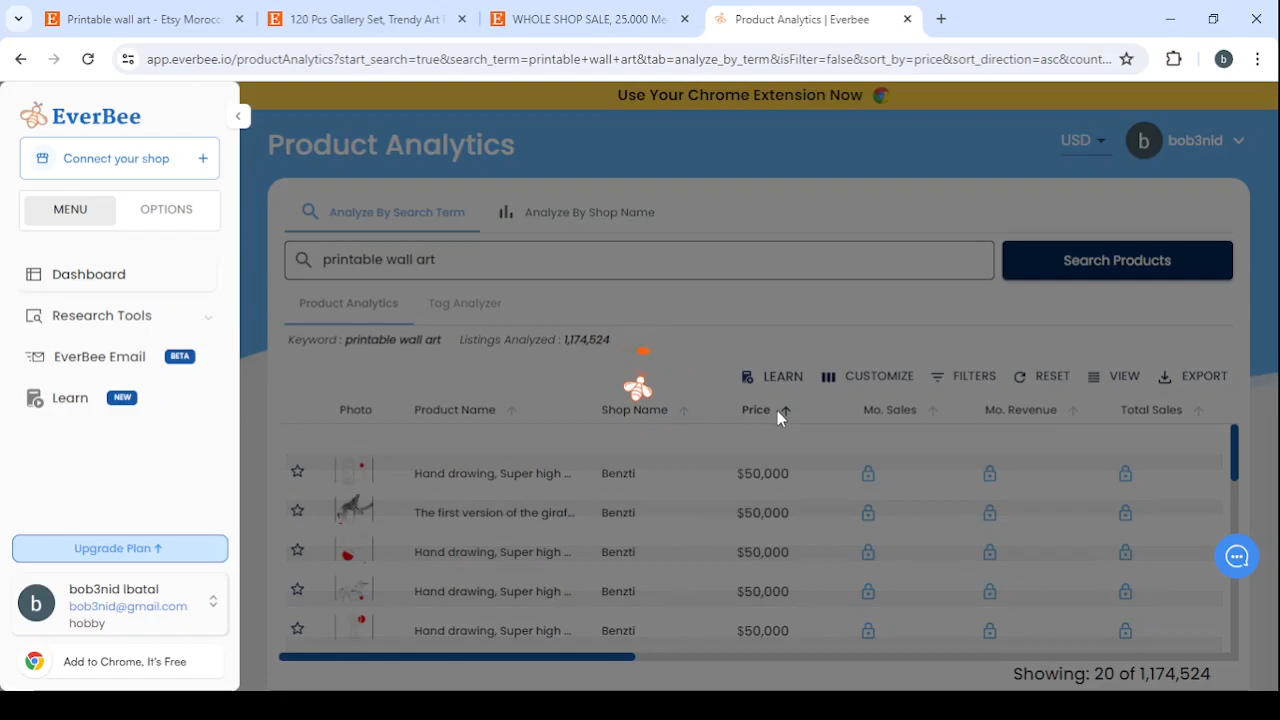 Printable wall art - Etsy Morocc
120 Pcs Gallery Set, Trendy Art
WHOLE SHOP SALE, 25.000 Me
Product Analytics | Everbee
app.everbee.io/productAnalytics?start_search=true&search_term=printable+wall+art&tab=analyze_by_term&isFilter=false&sort_by=price&sort_direction=asc&count...
b
Use Your Chrome Extension Now
EverBee
Connect your shop +
MENU OPTIONS
Dashboard
Research Tools
EverBee Email BETA
Learn NEW
Upgrade Plan ↑
b
bob3nid lbatal
bob3nid@gmail.com
hobby
Add to Chrome, It's Free
Product Analytics
USD
b
bob3nid
Analyze By Search Term Analyze By Shop Name
printable wall art
Search Products
Product Analytics Tag Analyzer
Keyword : printable wall art Listings Analyzed : 1,174,524
LEARN CUSTOMIZE FILTERS RESET VIEW EXPORT
Photo Product Name Shop Name Price Mo. Sales Mo. Revenue Total Sales
Hand drawing, Super high ... Benzti $50,000
The first version of the giraf... Benzti $50,000
Hand drawing, Super high ... Benzti $50,000
Hand drawing, Super high ... Benzti $50,000
Hand drawing, Super high ... Benzti $50,000
Showing: 20 of 1,174,524